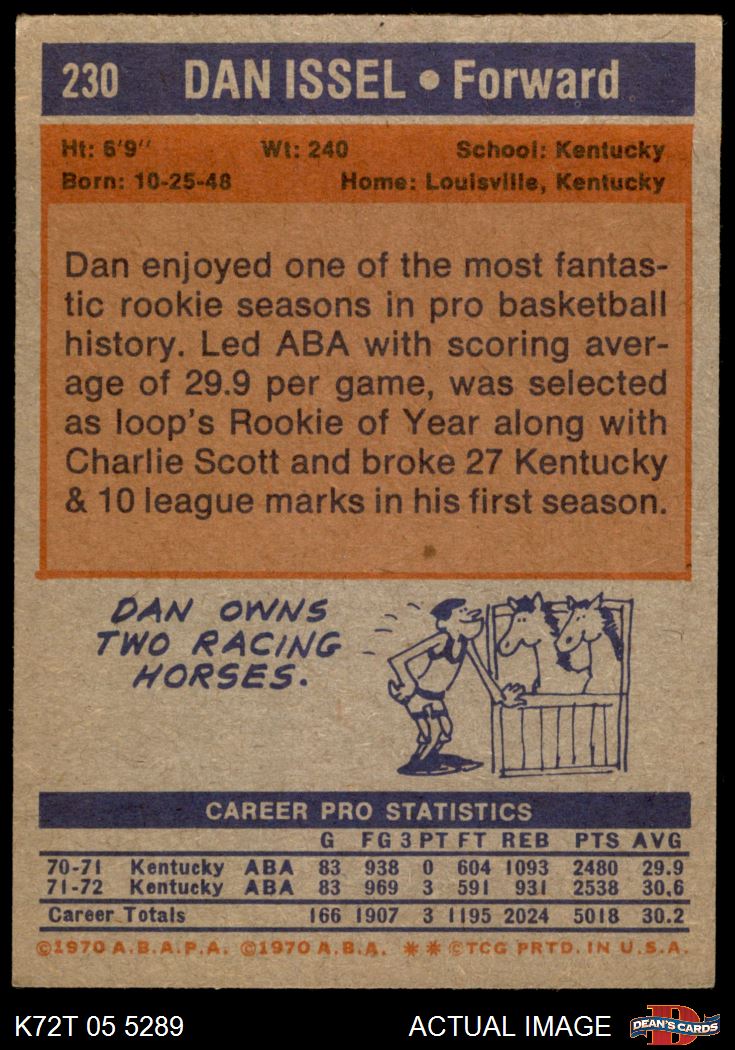 230 DAN ISSEL • Forward
Ht: 6'9" Wt: 240 School: Kentucky
Born: 10-25-48 Home: Louisville, Kentucky
Dan enjoyed one of the most fantas-
tic rookie seasons in pro basketball
history. Led ABA with scoring aver-
age of 29.9 per game, was selected
as loop's Rookie of Year along with
Charlie Scott and broke 27 Kentucky
& 10 league marks in his first season.
DAN OWNS
TWO RACING
HORSES.
CAREER PRO STATISTICS
G FG 3 PT FT REB PTS AVG
70-71 Kentucky ABA 83 938 0 604 1093 2480 29.9
71-72 Kentucky ABA 83 969 3 591 931 2538 30.6
Career Totals 166 1907 3 1195 2024 5018 30.2
©1970 A.B.A.P.A. ©1970 A.B.A. ** ©TCG PRTD. IN U.S.A.
K72T 05 5289 ACTUAL IMAGE D DEAN'S CARDS